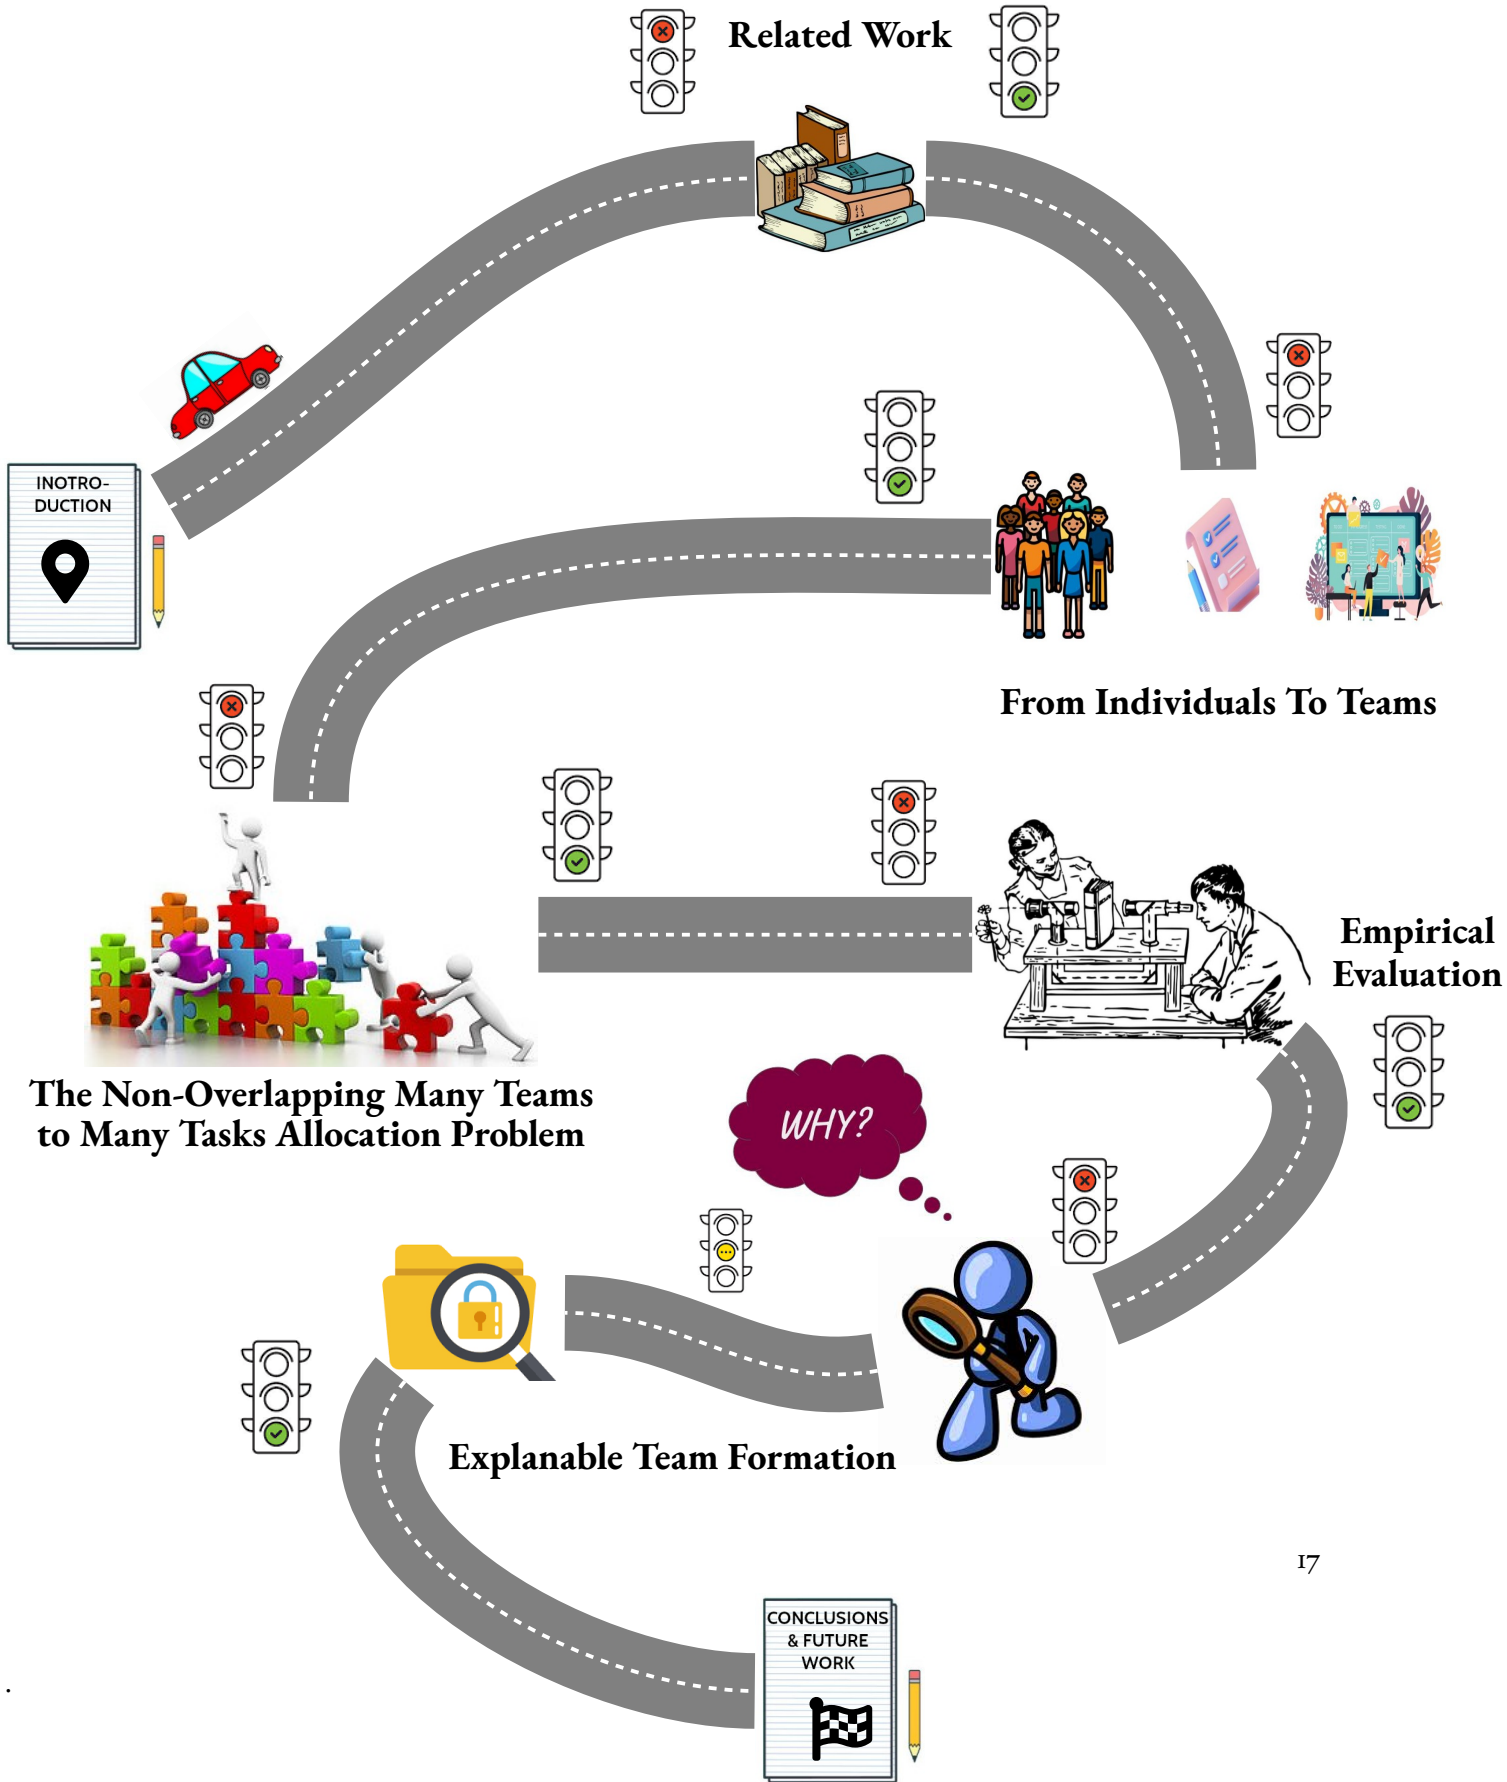 Related Work
INOTRO-
DUCTION
From Individuals To Teams
The Non-Overlapping Many Teams
to Many Tasks Allocation Problem
Empirical
Evaluation
WHY?
Explanable Team Formation
17
CONCLUSIONS
& FUTURE
WORK
.